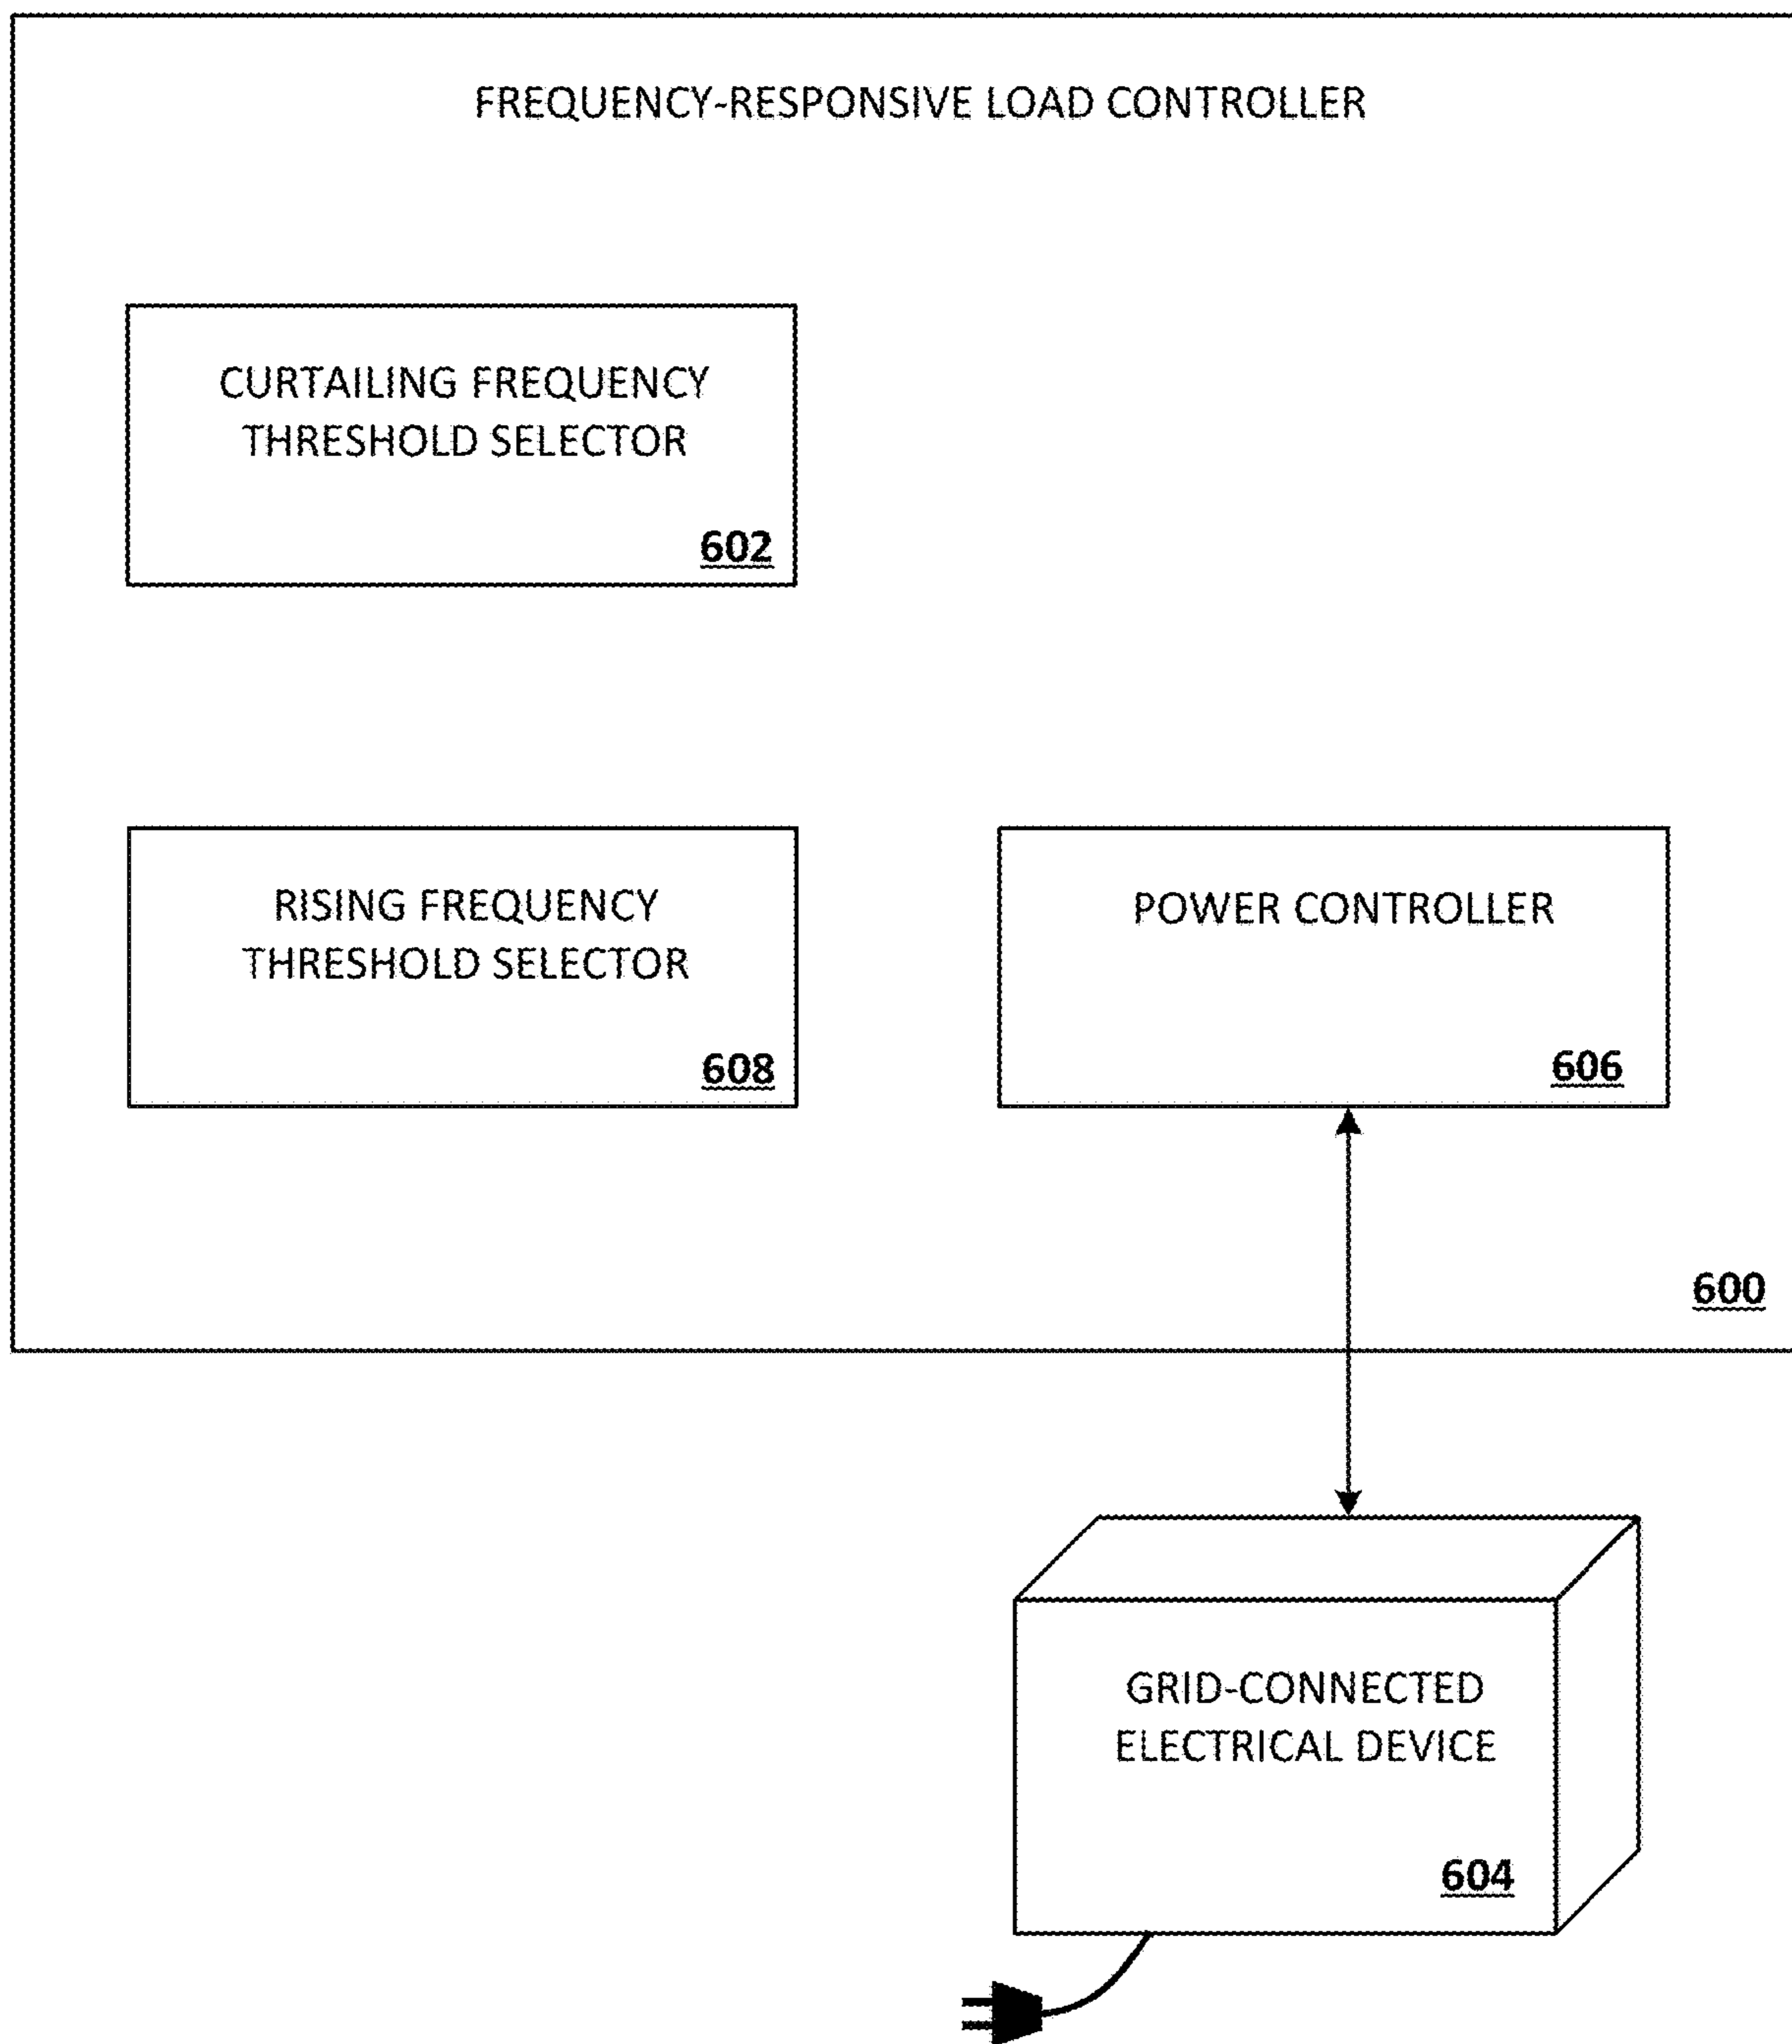 FREQUENCY-RESPONSIVE LOAD CONTROLLER
CURTAILING FREQUENCY
THRESHOLD SELECTOR
602
RISING FREQUENCY
THRESHOLD SELECTOR
608
POWER CONTROLLER
606
600
GRID-CONNECTED
ELECTRICAL DEVICE
604